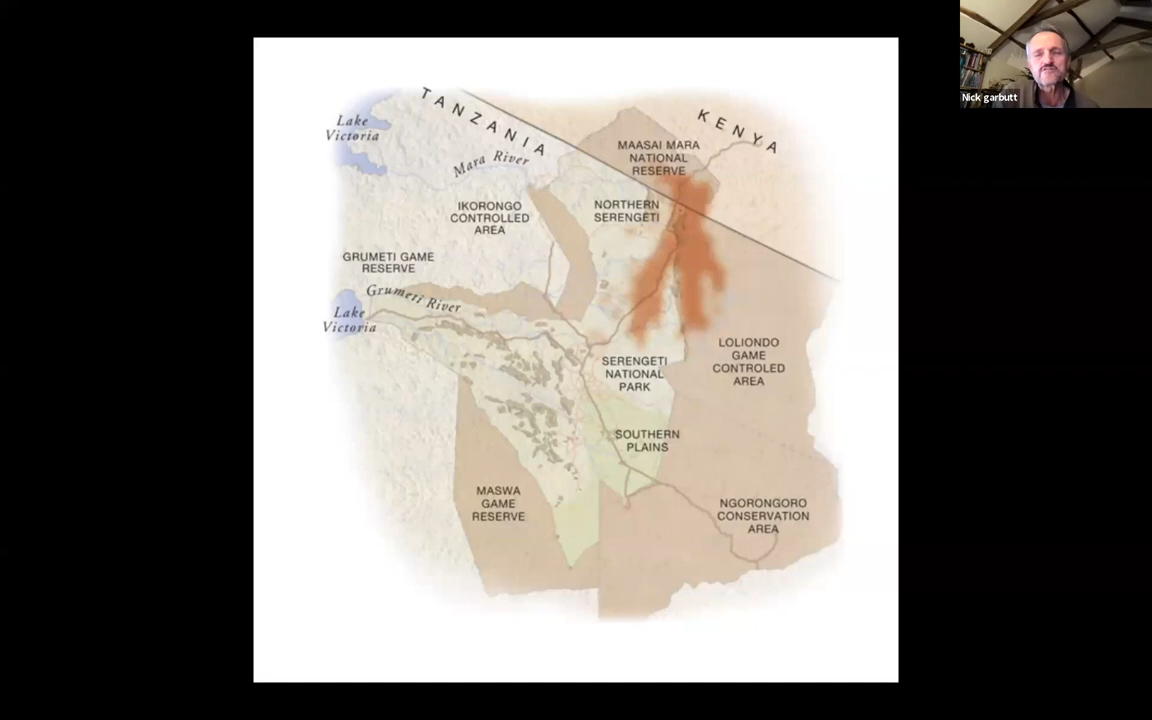 Nick garbutt
TANZANIA
KENYA
Lake
Victoria
Mara River
MAASAI MARA
NATIONAL
RESERVE
IKORONGO
CONTROLLED
AREA
NORTHERN
SERENGETI
GRUMETI GAME
RESERVE
Grumeti River
Lake
Victoria
LOLIONDO
GAME
CONTROLED
AREA
SERENGETI
NATIONAL
PARK
SOUTHERN
PLAINS
MASWA
GAME
RESERVE
NGORONGORO
CONSERVATION
AREA